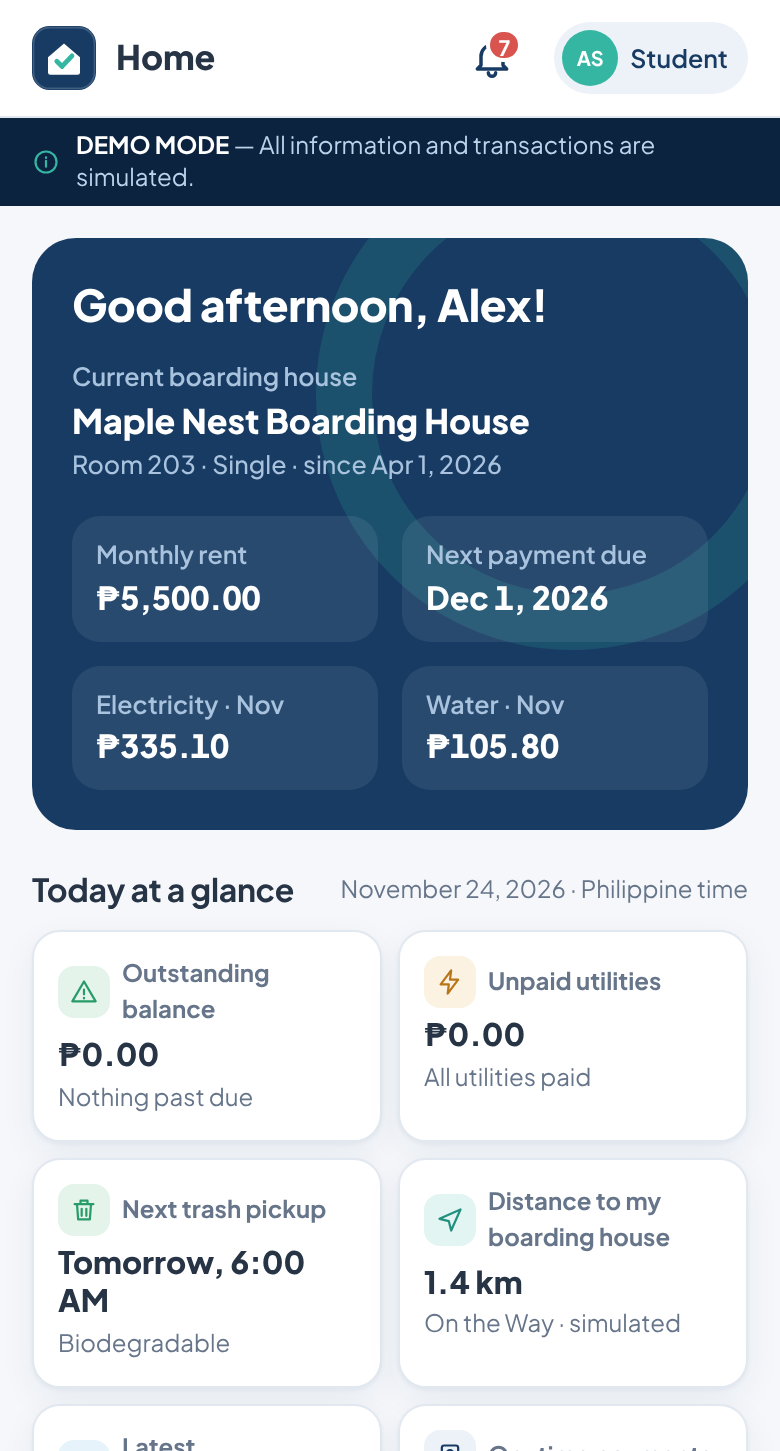 Home
7
AS
Student
DEMO MODE — All information and transactions are
simulated.
Good afternoon, Alex!
Current boarding house
Maple Nest Boarding House
Room 203 · Single · since Apr 1, 2026
Monthly rent
₱5,500.00
Next payment due
Dec 1, 2026
Electricity · Nov
₱335.10
Water · Nov
₱105.80
Today at a glance
November 24, 2026 · Philippine time
Outstanding
balance
₱0.00
Nothing past due
Unpaid utilities
₱0.00
All utilities paid
Next trash pickup
Tomorrow, 6:00
AM
Biodegradable
Distance to my
boarding house
1.4 km
On the Way · simulated
Latest